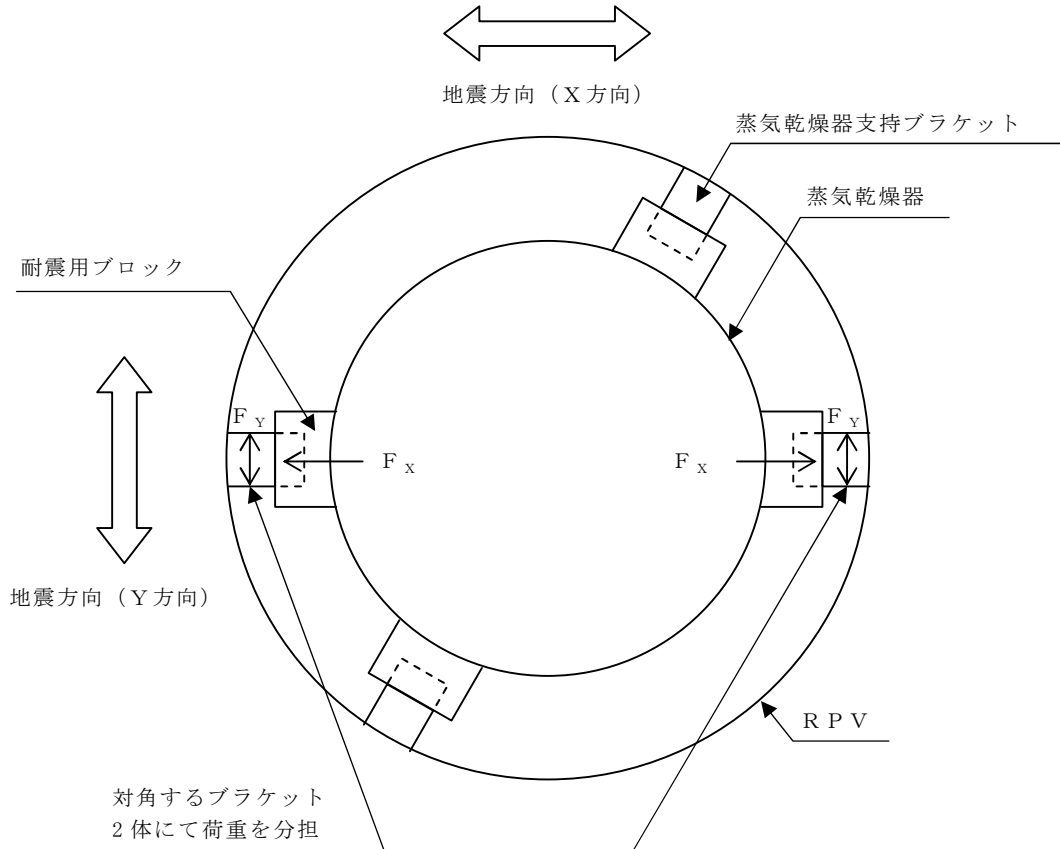 地震方向（X方向）
蒸気乾燥器支持ブラケット
蒸気乾燥器
耐震用ブロック
F Y
F X
F X
F Y
地震方向（Y方向）
RPV
対角するブラケット
2体にて荷重を分担